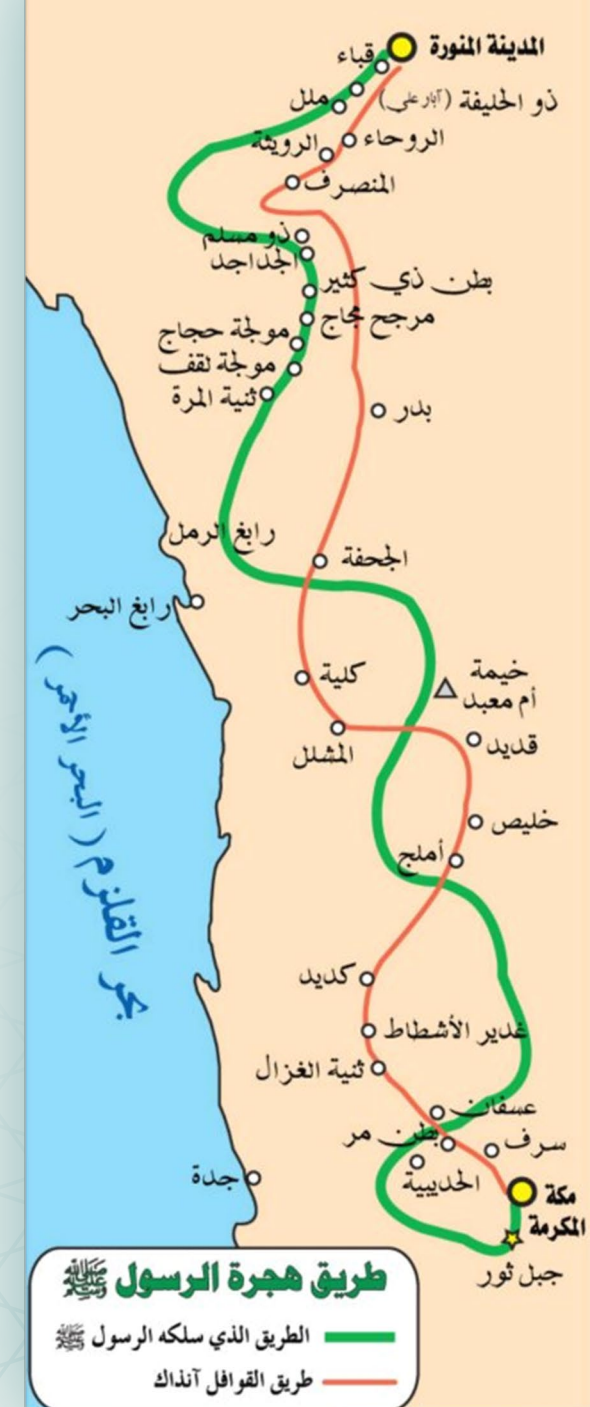 المدينة المنورة
قباء
ذو الحليفة (آبار علي)
ملل
الروحاء
الرويثة
المنصرف
ذو مسلم
الجداجد
بطن ذي كثير
مرجح مجاج
موجلة حجاج
موجلة لقف
ثنية المرة
بدر
رابغ الرمل
الجحفة
رابغ البحر
كلية
خيمة
أم معبد
المشلل
قديد
خليص
أملج
بحر القلزم (البحر الأحمر)
كديد
غدير الأشطاط
ثنية الغزال
عسفان
بطن مر
سرف
الحديبية
جدة
مكة
المكرمة
جبل ثور
طريق هجرة الرسول ﷺ
الطريق الذي سلكه الرسول ﷺ
طريق القوافل آنذاك